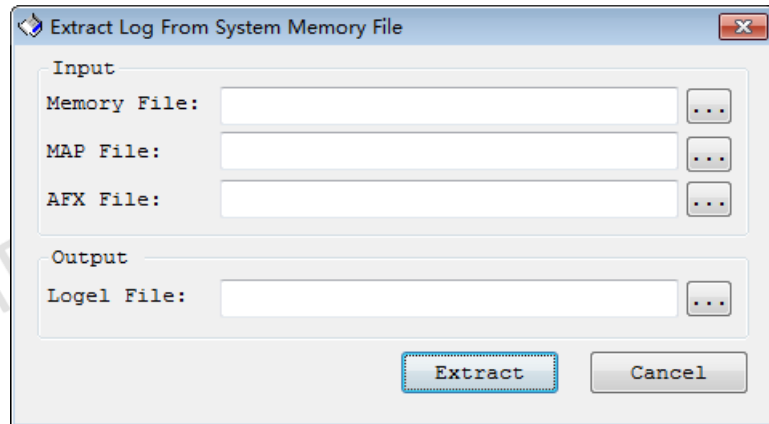 Extract Log From System Memory File
Input
Memory File:
...
MAP File:
...
AFX File:
...
Output
Logel File:
...
Extract
Cancel